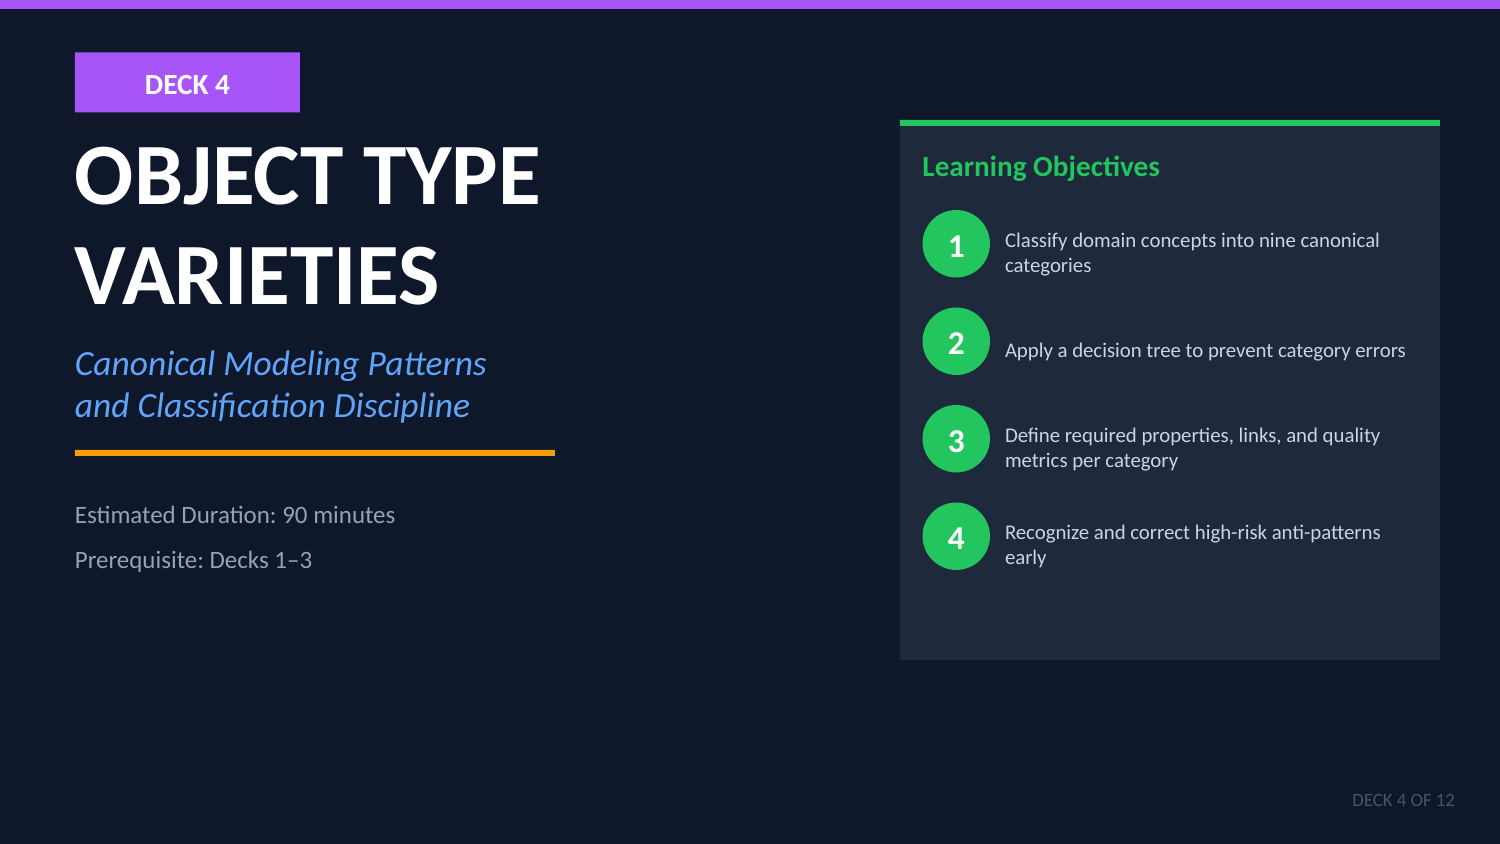 DECK 4
OBJECT TYPE
VARIETIES
Canonical Modeling Patterns
and Classification Discipline
Estimated Duration: 90 minutes
Prerequisite: Decks 1–3
Learning Objectives
1
Classify domain concepts into nine canonical
categories
2
Apply a decision tree to prevent category errors
3
Define required properties, links, and quality
metrics per category
4
Recognize and correct high-risk anti-patterns
early
DECK 4 OF 12